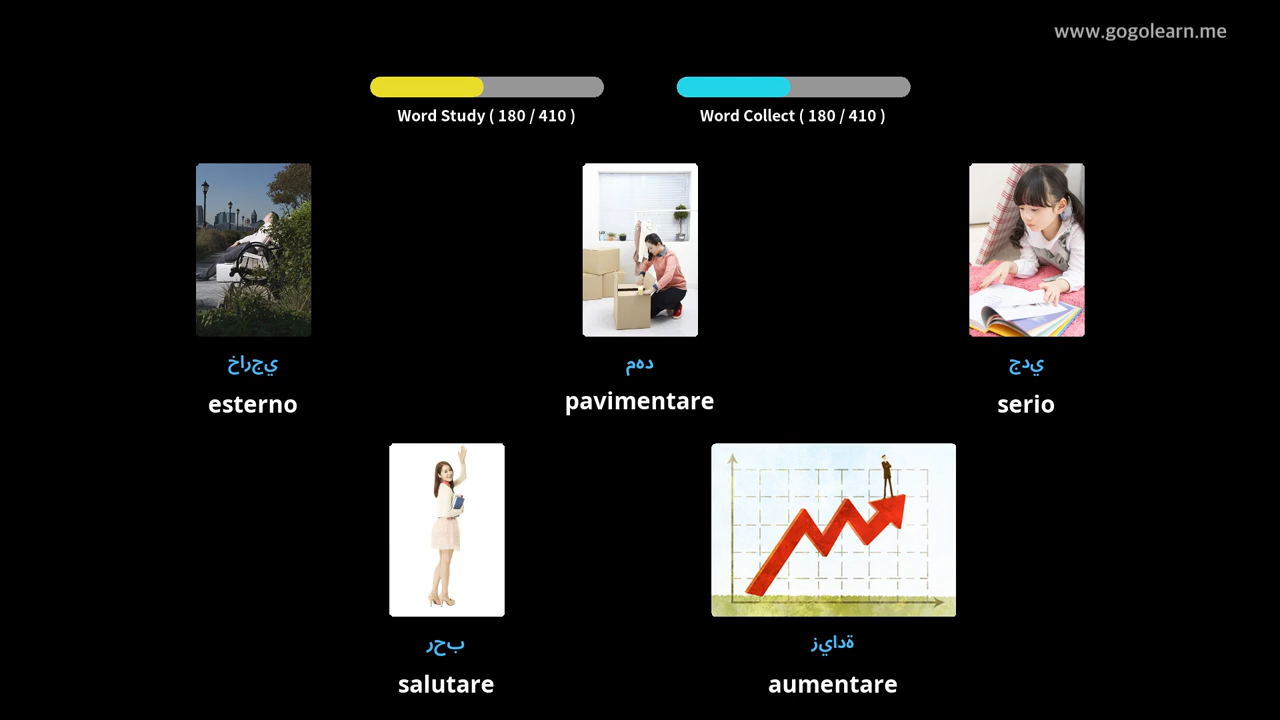 www.gogolearn.me
Word Study ( 180 / 410 )
Word Collect ( 180 / 410 )
يجراخ
esterno
دهم
pavimentare
يدج
serio
بحر
salutare
ةدايز
aumentare